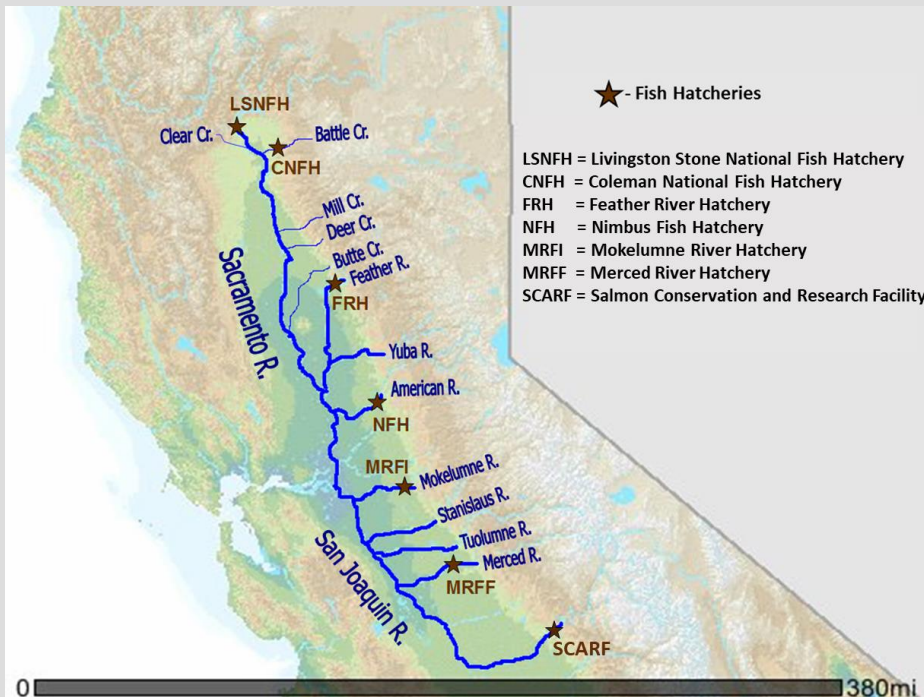 ★ - Fish Hatcheries
LSNFH = Livingston Stone National Fish Hatchery
CNFH = Coleman National Fish Hatchery
FRH = Feather River Hatchery
NFH = Nimbus Fish Hatchery
MRFI = Mokelumne River Hatchery
MRFF = Merced River Hatchery
SCARF = Salmon Conservation and Research Facility
LSNFH
Clear Cr.
Battle Cr.
CNFH
Mill Cr.
Deer Cr.
Butte Cr.
Feather R.
FRH
Sacramento R.
Yuba R.
American R.
NFH
MRFI
Mokelumne R.
Stanislaus R.
Tuolumne R.
San Joaquin R.
Merced R.
MRFF
SCARF
0
380mi